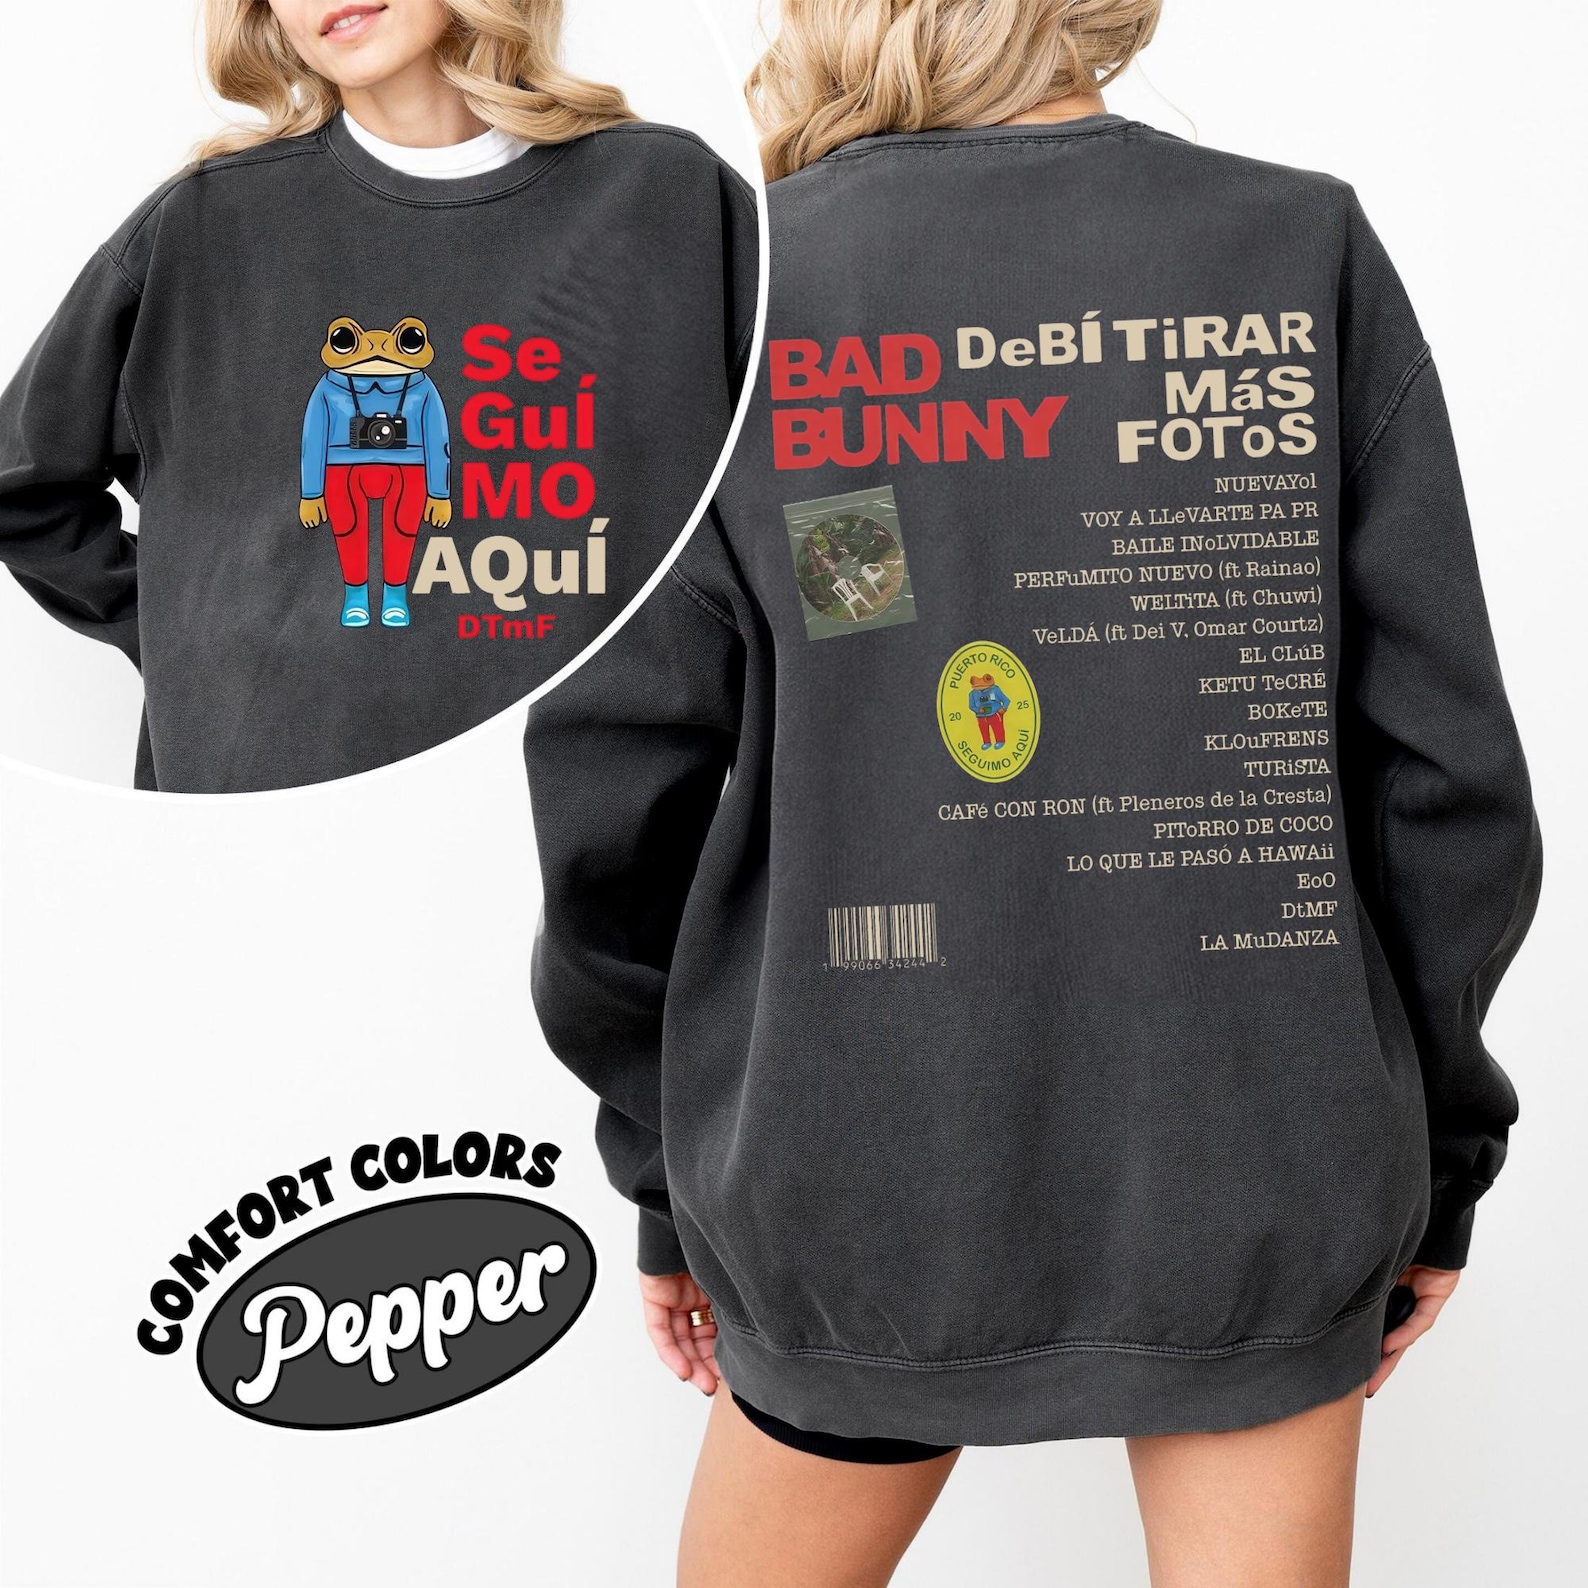 Se
GuÍ
MO
AQuÍ
DTmF
BAD
BUNNY
DeBÍ TiRAR
MáS
FOToS
NUEVAYol
VOY A LLeVARTE PA PR
BAILE INoLVIDABLE
PERFuMITO NUEVO (ft Rainao)
WELTiTA (ft Chuwi)
VeLDÁ (ft Dei V, Omar Courtz)
EL CLúB
KETU TeCRÉ
BOKeTE
KLOuFRENS
TURiSTA
CAFé CON RON (ft Pleneros de la Cresta)
PIToRRO DE COCO
LO QUE LE PASÓ A HAWAii
EoO
DtMF
LA MuDANZA
PUERTO RICO
20 25
SEGUIMO AQUÍ
1 99066 34244 2
COMFORT COLORS
Pepper